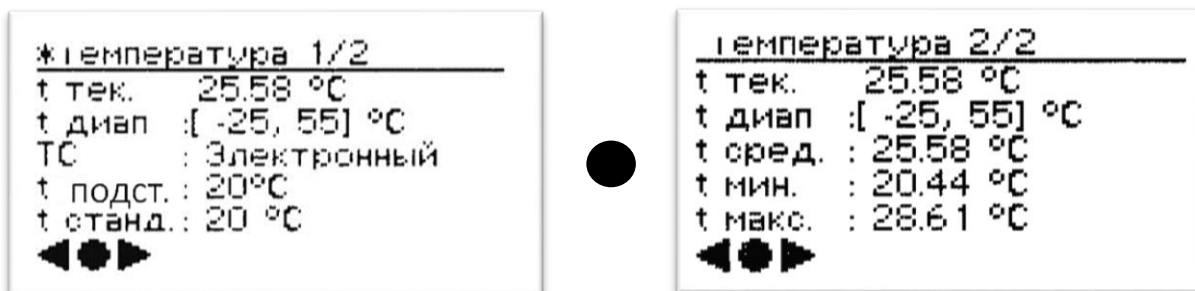 *Температура 1/2
t тек. 25.58 °C
t диап :[ -25, 55] °C
ТС : Электронный
t подст. : 20°C
t станд. : 20 °C
Температура 2/2
t тек. 25.58 °C
t диап :[ -25, 55] °C
t сред. : 25.58 °C
t мин. : 20.44 °C
t макс. : 28.61 °C